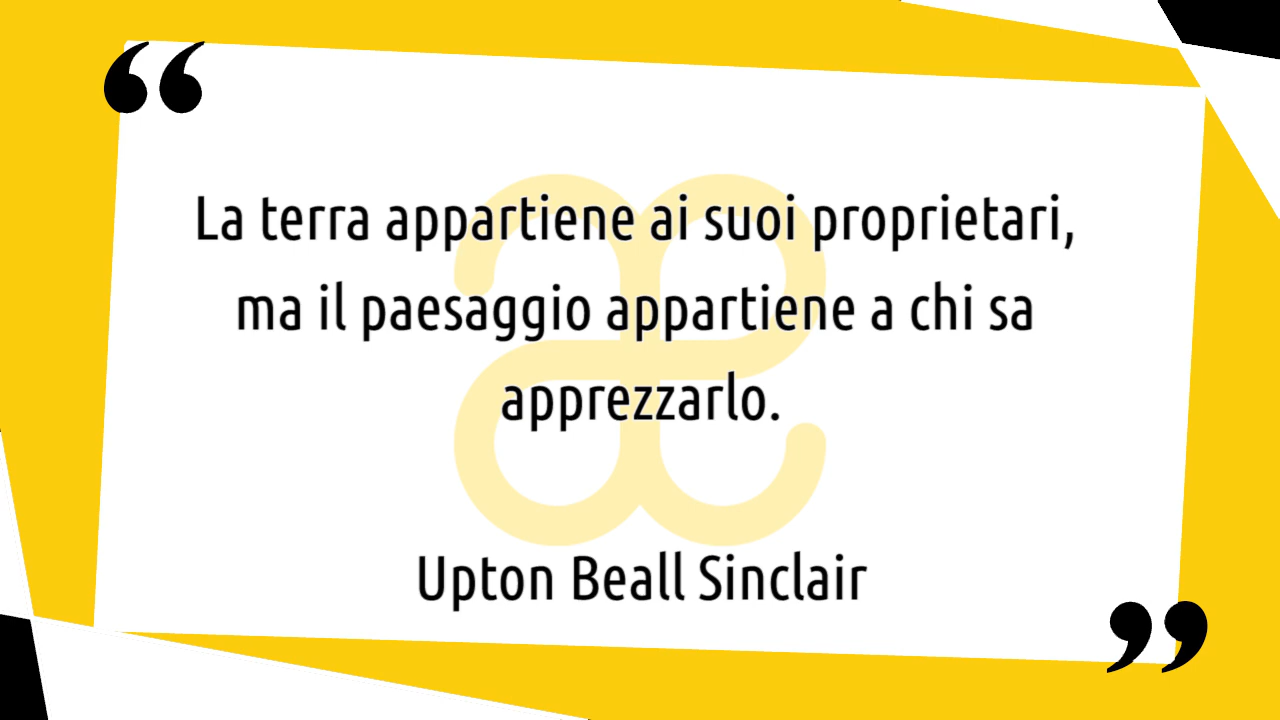 La terra appartiene ai suoi proprietari,
ma il paesaggio appartiene a chi sa
apprezzarlo.
Upton Beall Sinclair